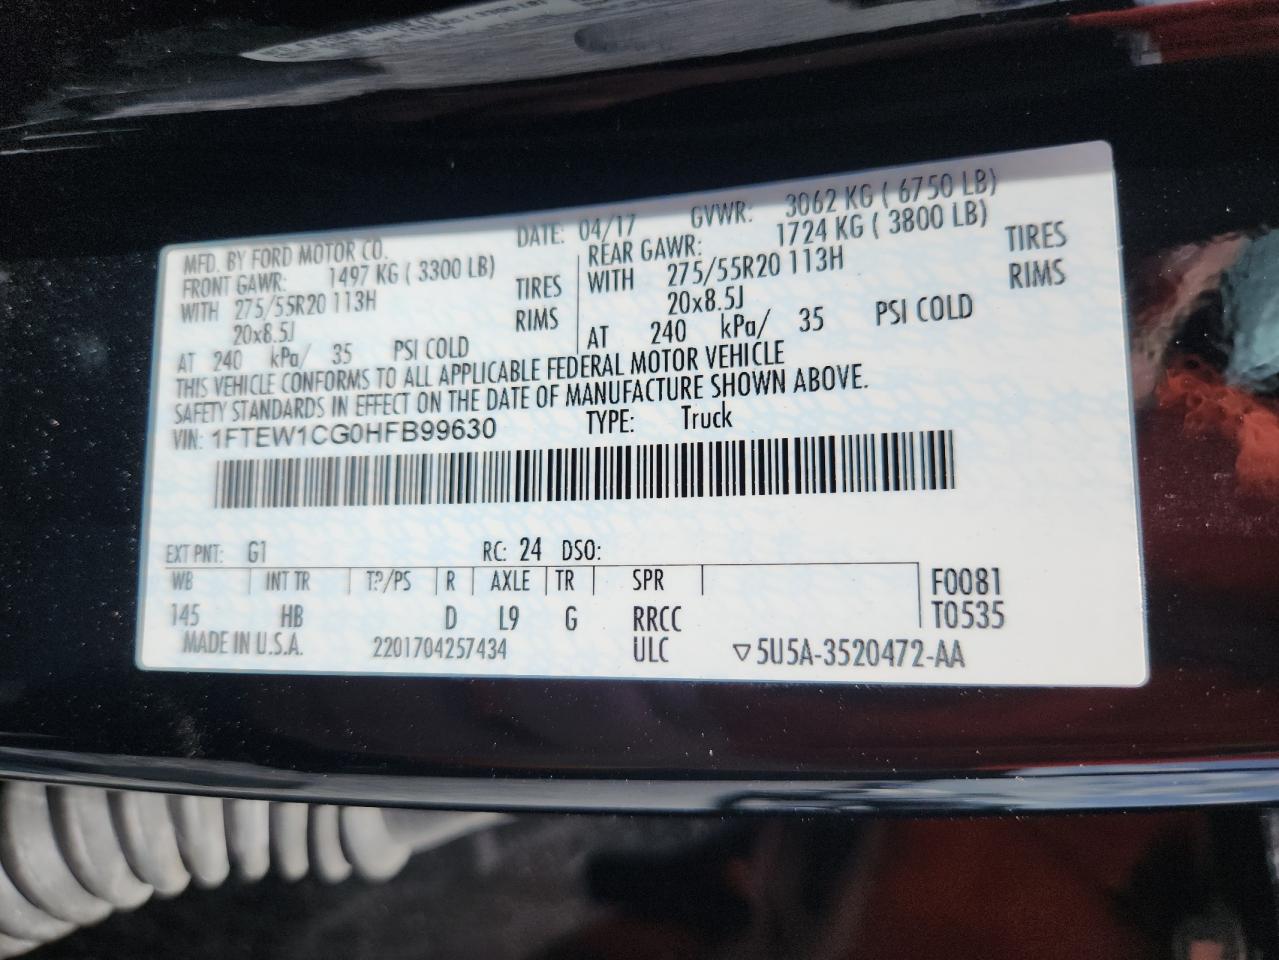 MFD. BY FORD MOTOR CO. DATE: 04/17 GVWR: 3062 KG ( 6750 LB)
FRONT GAWR: 1497 KG ( 3300 LB) REAR GAWR: 1724 KG ( 3800 LB)
WITH 275/55R20 113H TIRES WITH 275/55R20 113H TIRES
20x8.5J RIMS 20x8.5J RIMS
AT 240 kPa/ 35 PSI COLD AT 240 kPa/ 35 PSI COLD
THIS VEHICLE CONFORMS TO ALL APPLICABLE FEDERAL MOTOR VEHICLE
SAFETY STANDARDS IN EFFECT ON THE DATE OF MANUFACTURE SHOWN ABOVE.
VIN: 1FTEW1CG0HFB99630 TYPE: Truck
EXT PNT: G1 RC: 24 DSO:
WB INT TR TP/PS R AXLE TR SPR F0081
145 HB D L9 G RRCC T0535
MADE IN U.S.A. 2201704257434 ULC ▽5U5A-3520472-AA